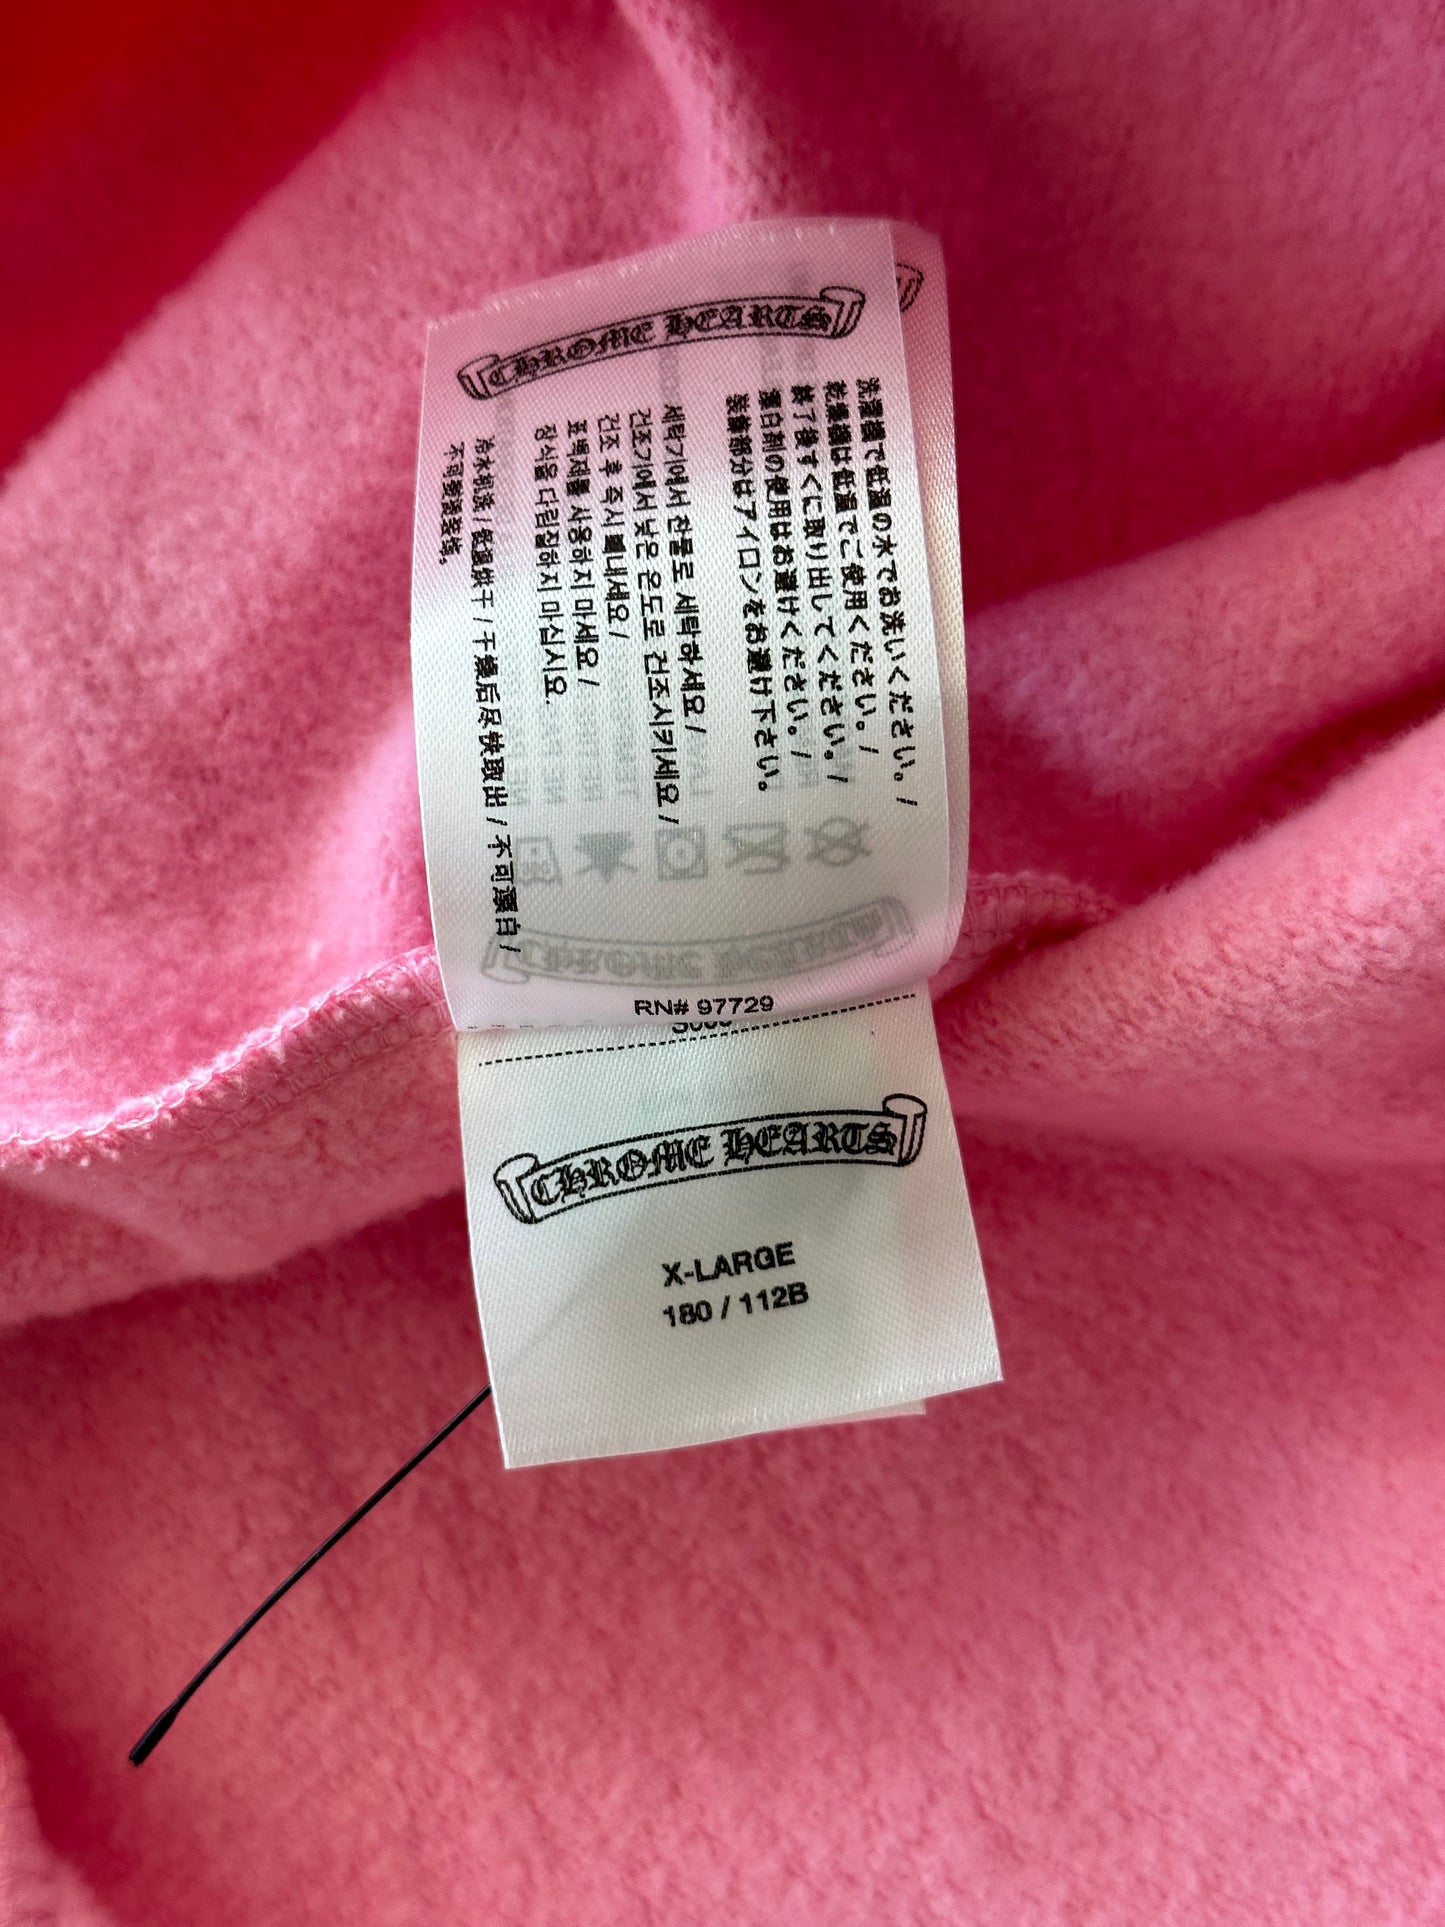 CHROME HEARTS
洗濯機で低温の水でお洗いください。/
乾燥機は低温でご使用ください。/
終了後すぐに取り出してください。/
漂白剤の使用はお避けください。/
装飾部分はアイロンをお避け下さい。
세탁기에서 찬물로 세탁하세요 /
건조기에서 낮은 온도로 건조시키세요 /
건조 후 즉시 빼내세요 /
표백제를 사용하지 마세요 /
장식을 다림질하지 마십시요.
冷水机洗 / 低温烘干 / 干燥后尽快取出 / 不可漂白 /
不可熨烫装饰。
RN# 97729
CHROME HEARTS
X-LARGE
180 / 112B